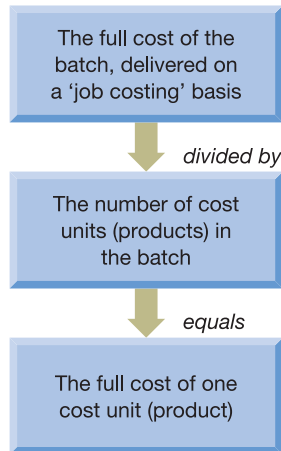 The full cost of the
batch, delivered on
a ‘job costing’ basis
divided by
The number of cost
units (products) in
the batch
equals
The full cost of one
cost unit (product)